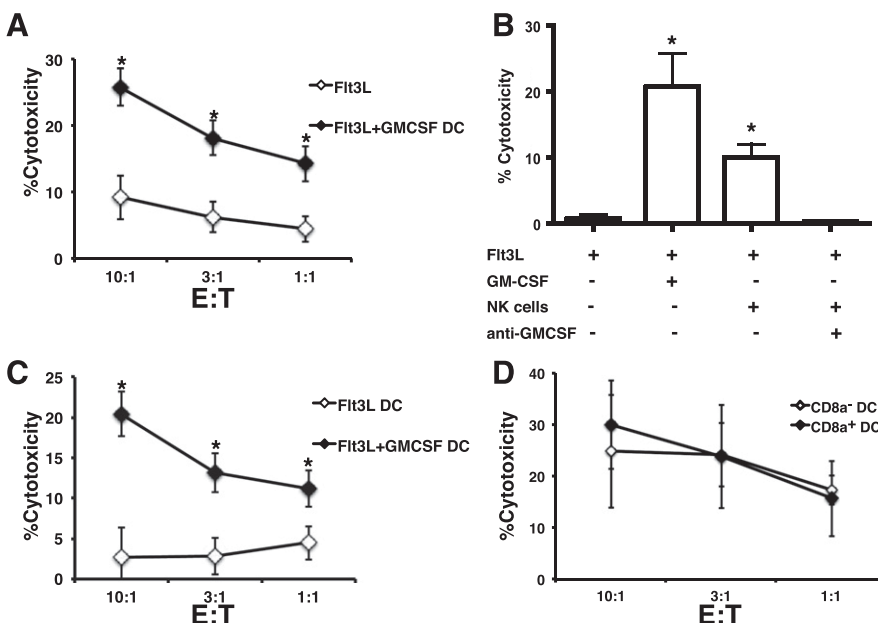 A
%Cytotoxicity
30
20
10
0
10:1 3:1 1:1
E:T
* * *
Flt3L
Flt3L+GMCSF DC
B
% Cytotoxicity
30
20
10
0
* *
Flt3L + + + +
GM-CSF - + - -
NK cells - - + +
anti-GMCSF - - - +
C
%Cytotoxicity
25
20
15
10
5
0
10:1 3:1 1:1
E:T
* * *
Flt3L DC
Flt3L+GMCSF DC
D
%Cytotoxicity
40
30
20
10
0
10:1 3:1 1:1
E:T
CD8a⁻ DC
CD8a⁺ DC